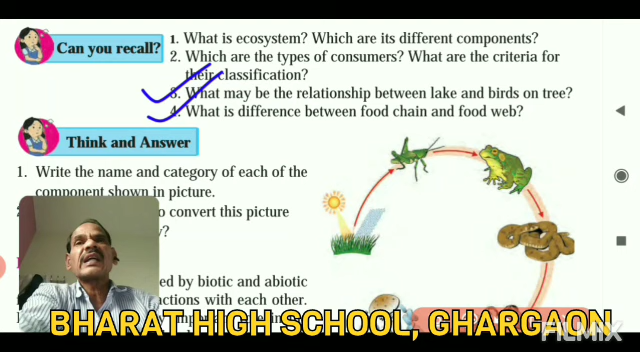 Can you recall?
1. What is ecosystem? Which are its different components?
2. Which are the types of consumers? What are the criteria for
their classification?
3. What may be the relationship between lake and birds on tree?
4. What is difference between food chain and food web?
Think and Answer
1. Write the name and category of each of the
component shown in picture.
o convert this picture
y?
ed by biotic and abiotic
actions with each other.
BHARAT HIGH SCHOOL, GHARGAON
FILMIX